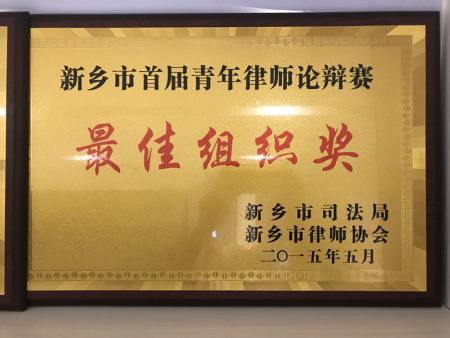 新乡市首届青年律师论辩赛
最佳组织奖
新乡市司法局
新乡市律师协会
二〇一五年五月